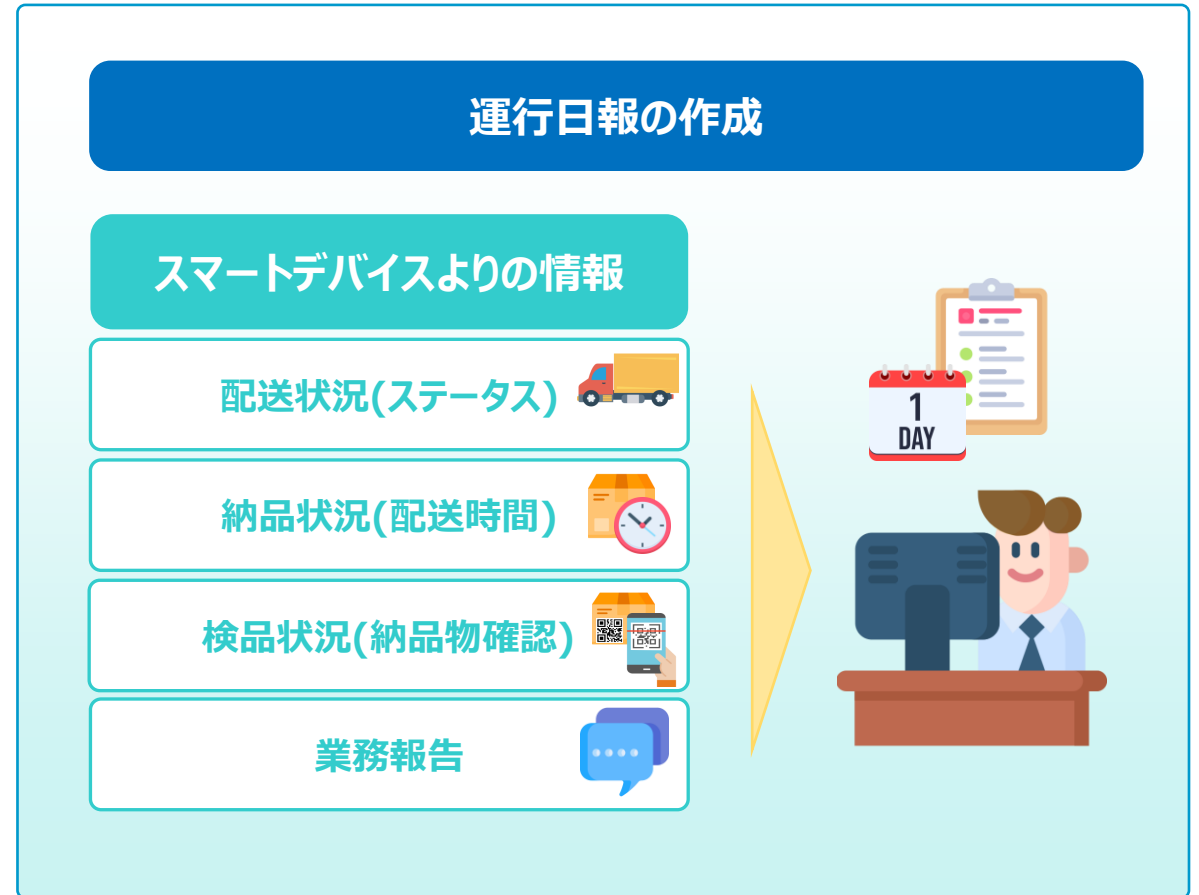 運行日報の作成
スマートデバイスよりの情報
配送状況(ステータス)
納品状況(配送時間)
検品状況(納品物確認)
業務報告
1
DAY